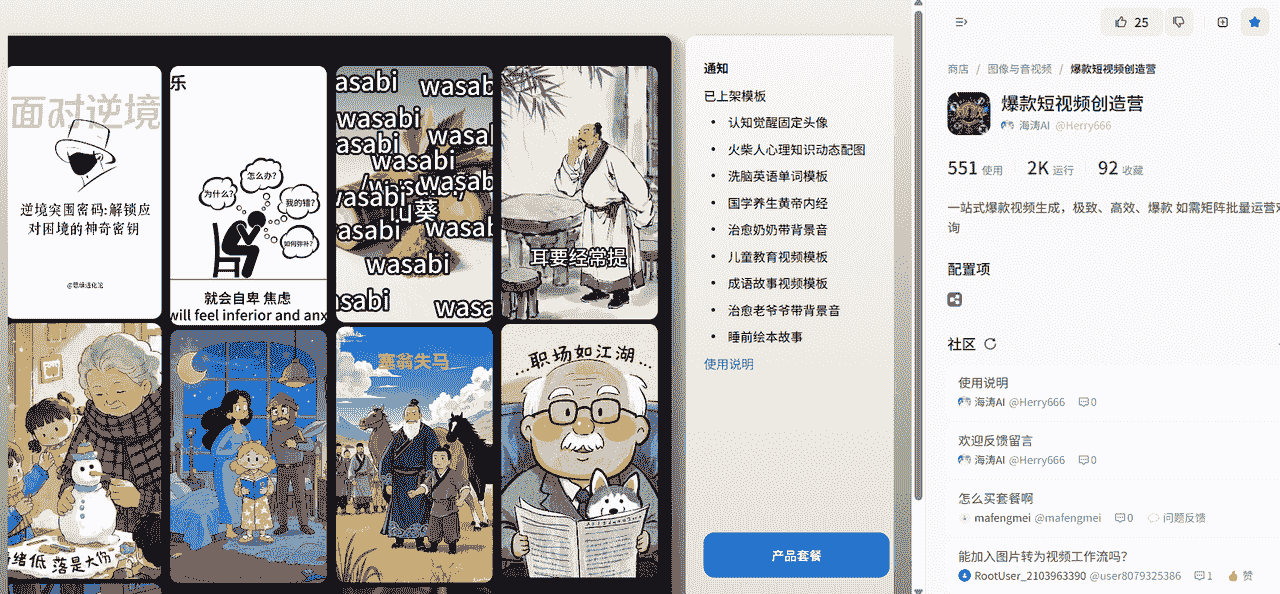 面对逆境
逆境突围密码:解锁应
对困境的神奇密钥
@思维进化论
乐
为什么?
怎么办?
我的错?
如何弥补?
就会自卑 焦虑
will feel inferior and anx
wasabi
wasabi
wasabi
wasabi
asabi
wasabi
wasabi
山葵
asabi
wasabi
wasabi
asabi
wasa
耳要经常提
绪低 落是大伤
塞翁失马
...职场如江湖...
通知
已上架模板
• 认知觉醒固定头像
• 火柴人心理知识动态配图
• 洗脑英语单词模板
• 国学养生黄帝内经
• 治愈奶奶带背景音
• 儿童教育视频模板
• 成语故事视频模板
• 治愈老爷爷带背景音
• 睡前绘本故事
使用说明
产品套餐
25
商店 / 图像与音视频 / 爆款短视频创造营
爆款短视频创造营
海涛AI @Herry666
551 使用 2K 运行 92 收藏
一站式爆款视频生成，极致、高效、爆款 如需矩阵批量运营
询
配置项
社区
使用说明
海涛AI @Herry666 0
欢迎反馈留言
海涛AI @Herry666 0
怎么买套餐啊
mafengmei @mafengmei 0 问题反馈
能加入图片转为视频工作流吗?
RootUser_2103963390 @user8079325386 1 赞